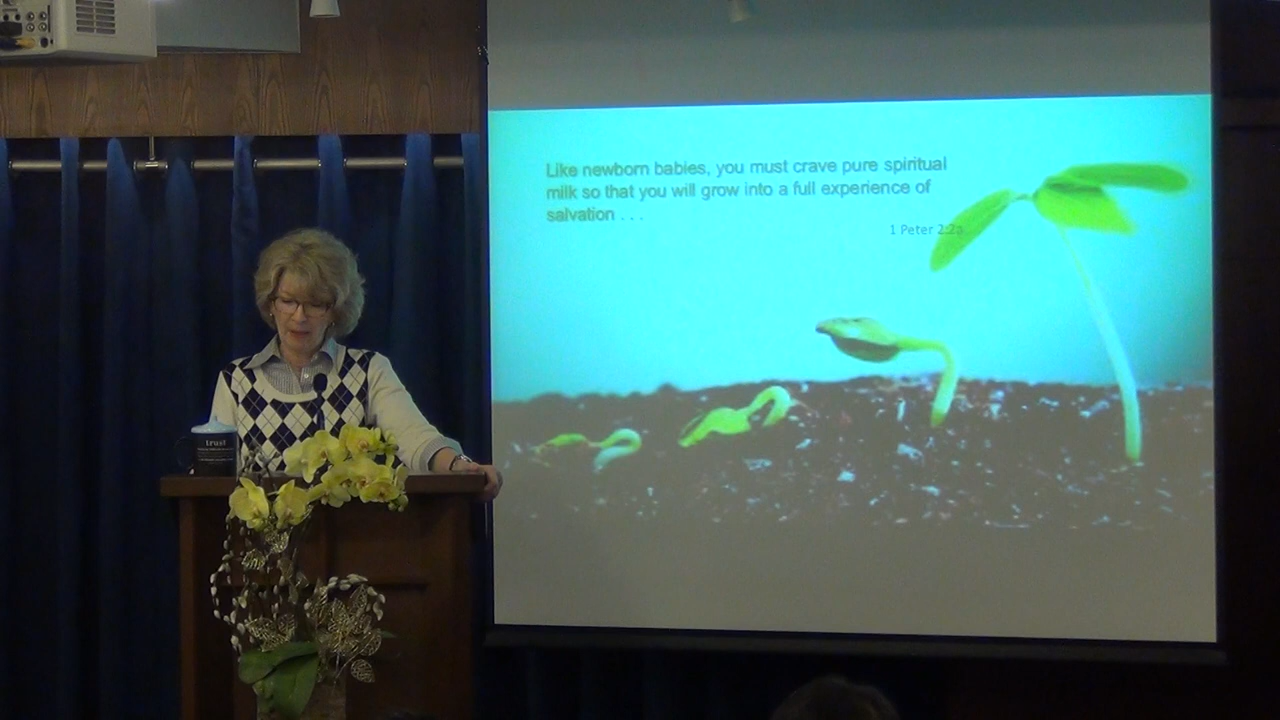 Like newborn babies, you must crave pure spiritual
milk so that you will grow into a full experience of
salvation . . .
1 Peter 2:2a
trust